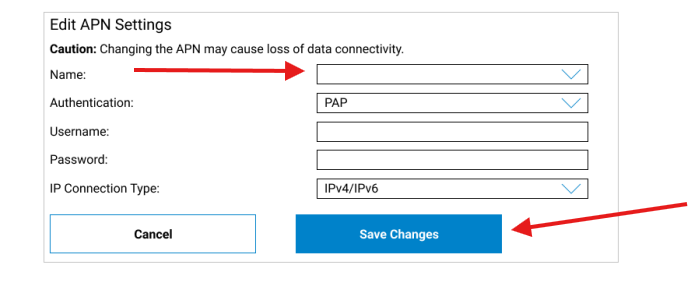 Edit APN Settings
Caution: Changing the APN may cause loss of data connectivity.
Name:
Authentication: PAP
Username:
Password:
IP Connection Type: IPv4/IPv6
Cancel Save Changes